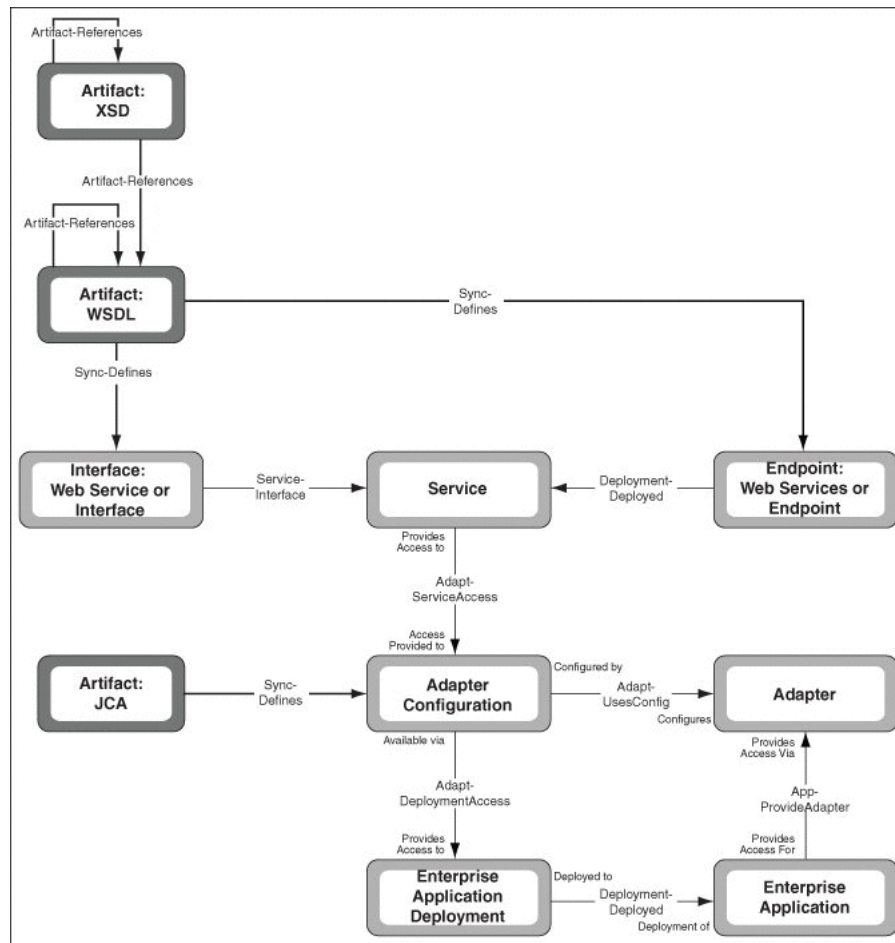 Artifact-References
Artifact:
XSD
Artifact-References
Artifact-References
Artifact:
WSDL
Sync-
Defines
Sync-Defines
Interface:
Web Service or
Interface
Service-
Interface
Service
Deployment-
Deployed
Endpoint:
Web Services or
Endpoint
Provides
Access to
Adapt-
ServiceAccess
Access
Provided to
Artifact:
JCA
Sync-
Defines
Adapter
Configuration
Configured by
Adapt-
UsesConfig
Configures
Adapter
Available via
Provides
Access Via
Adapt-
DeploymentAccess
App-
ProvideAdapter
Provides
Access to
Provides
Access For
Enterprise
Application
Deployment
Deployed to
Deployment-
Deployed
Deployment of
Enterprise
Application